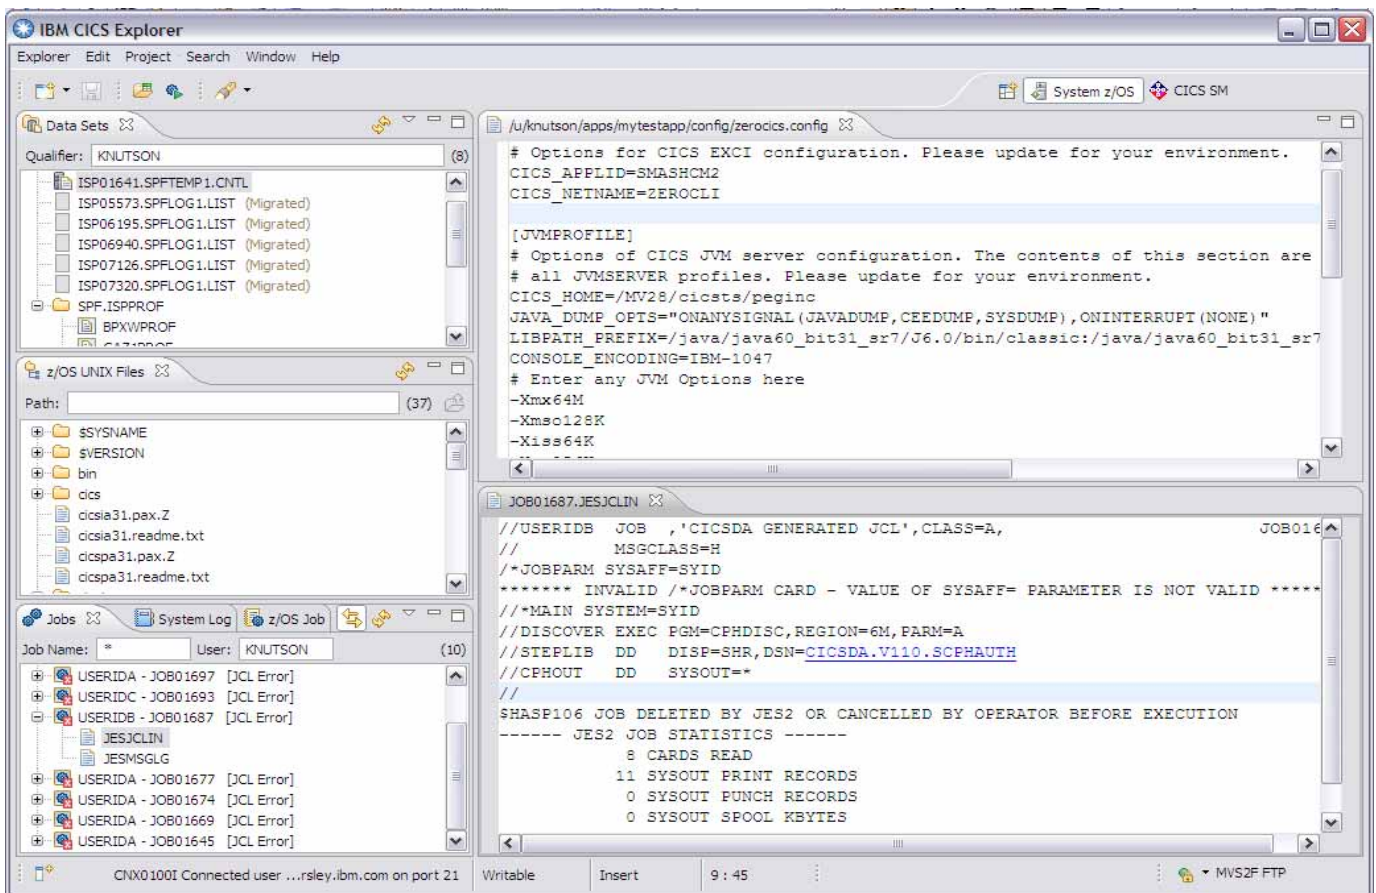 IBM CICS Explorer
Explorer Edit Project Search Window Help
System z/OS CICS SM
Data Sets
Qualifier: KNUTSON (8)
ISP01641.SPFTEMP1.CNTL
ISP05573.SPFLOG1.LIST (Migrated)
ISP06195.SPFLOG1.LIST (Migrated)
ISP06940.SPFLOG1.LIST (Migrated)
ISP07126.SPFLOG1.LIST (Migrated)
ISP07320.SPFLOG1.LIST (Migrated)
SPF.ISPPROF
BPXWPROF
z/OS UNIX Files
Path: (37)
$SYSNAME
$VERSION
bin
cics
cicsia31.pax.Z
cicsia31.readme.txt
cicspa31.pax.Z
cicspa31.readme.txt
Jobs System Log z/OS Job
Job Name: * User: KNUTSON (10)
USERIDA - JOB01697 [JCL Error]
USERIDC - JOB01693 [JCL Error]
USERIDB - JOB01687 [JCL Error]
JESJCLIN
JESMSGLG
USERIDA - JOB01677 [JCL Error]
USERIDA - JOB01674 [JCL Error]
USERIDA - JOB01669 [JCL Error]
USERIDA - JOB01645 [JCL Error]
/u/knutson/apps/mytestapp/config/zerocics.config
# Options for CICS EXCI configuration. Please update for your environment.
CICS_APPLID=SMASHCM2
CICS_NETNAME=ZEROCLI
[JVMPROFILE]
# Options of CICS JVM server configuration. The contents of this section are
# all JVMSERVER profiles. Please update for your environment.
CICS_HOME=/MV28/cicsts/peginc
JAVA_DUMP_OPTS="ONANYSIGNAL(JAVADUMP,CEEDUMP,SYSDUMP),ONINTERRUPT(NONE)"
LIBPATH_PREFIX=/java/java60_bit31_sr7/J6.0/bin/classic:/java/java60_bit31_sr7
CONSOLE_ENCODING=IBM-1047
# Enter any JVM Options here
-Xmx64M
-Xmso128K
-Xiss64K
JOB01687.JESJCLIN
//USERIDB JOB ,'CICSDA GENERATED JCL',CLASS=A, JOB016
// MSGCLASS=H
/*JOBPARM SYSAFF=SYID
******* INVALID /*JOBPARM CARD - VALUE OF SYSAFF= PARAMETER IS NOT VALID *****
//*MAIN SYSTEM=SYID
//DISCOVER EXEC PGM=CPHDISC,REGION=6M,PARM=A
//STEPLIB DD DISP=SHR,DSN=CICSDA.V110.SCPHAUTH
//CPHOUT DD SYSOUT=*
//
$HASP106 JOB DELETED BY JES2 OR CANCELLED BY OPERATOR BEFORE EXECUTION
------ JES2 JOB STATISTICS ------
8 CARDS READ
11 SYSOUT PRINT RECORDS
0 SYSOUT PUNCH RECORDS
0 SYSOUT SPOOL KBYTES
CNX0100I Connected user ...rsley.ibm.com on port 21 Writable Insert 9 : 45 MVS2F FTP